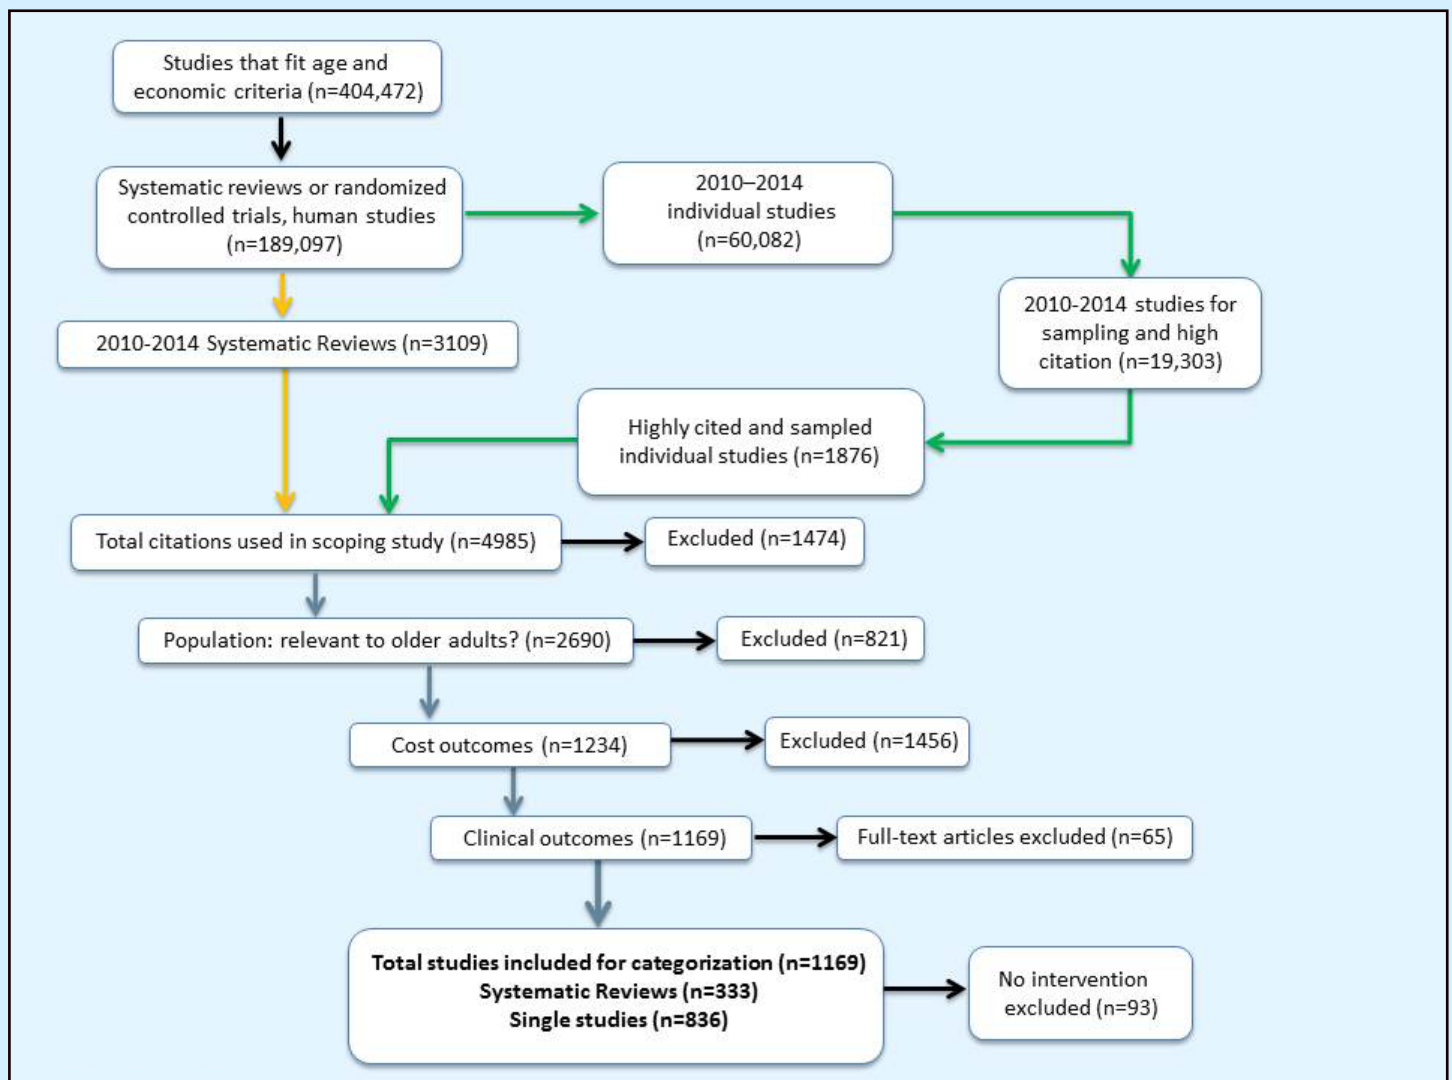 Studies that fit age and
economic criteria (n=404,472)
Systematic reviews or randomized
controlled trials, human studies
(n=189,097)
2010–2014
individual studies
(n=60,082)
2010-2014 studies for
sampling and high
citation (n=19,303)
2010-2014 Systematic Reviews (n=3109)
Highly cited and sampled
individual studies (n=1876)
Total citations used in scoping study (n=4985)
Excluded (n=1474)
Population: relevant to older adults? (n=2690)
Excluded (n=821)
Cost outcomes (n=1234)
Excluded (n=1456)
Clinical outcomes (n=1169)
Full-text articles excluded (n=65)
Total studies included for categorization (n=1169)
Systematic Reviews (n=333)
Single studies (n=836)
No intervention
excluded (n=93)